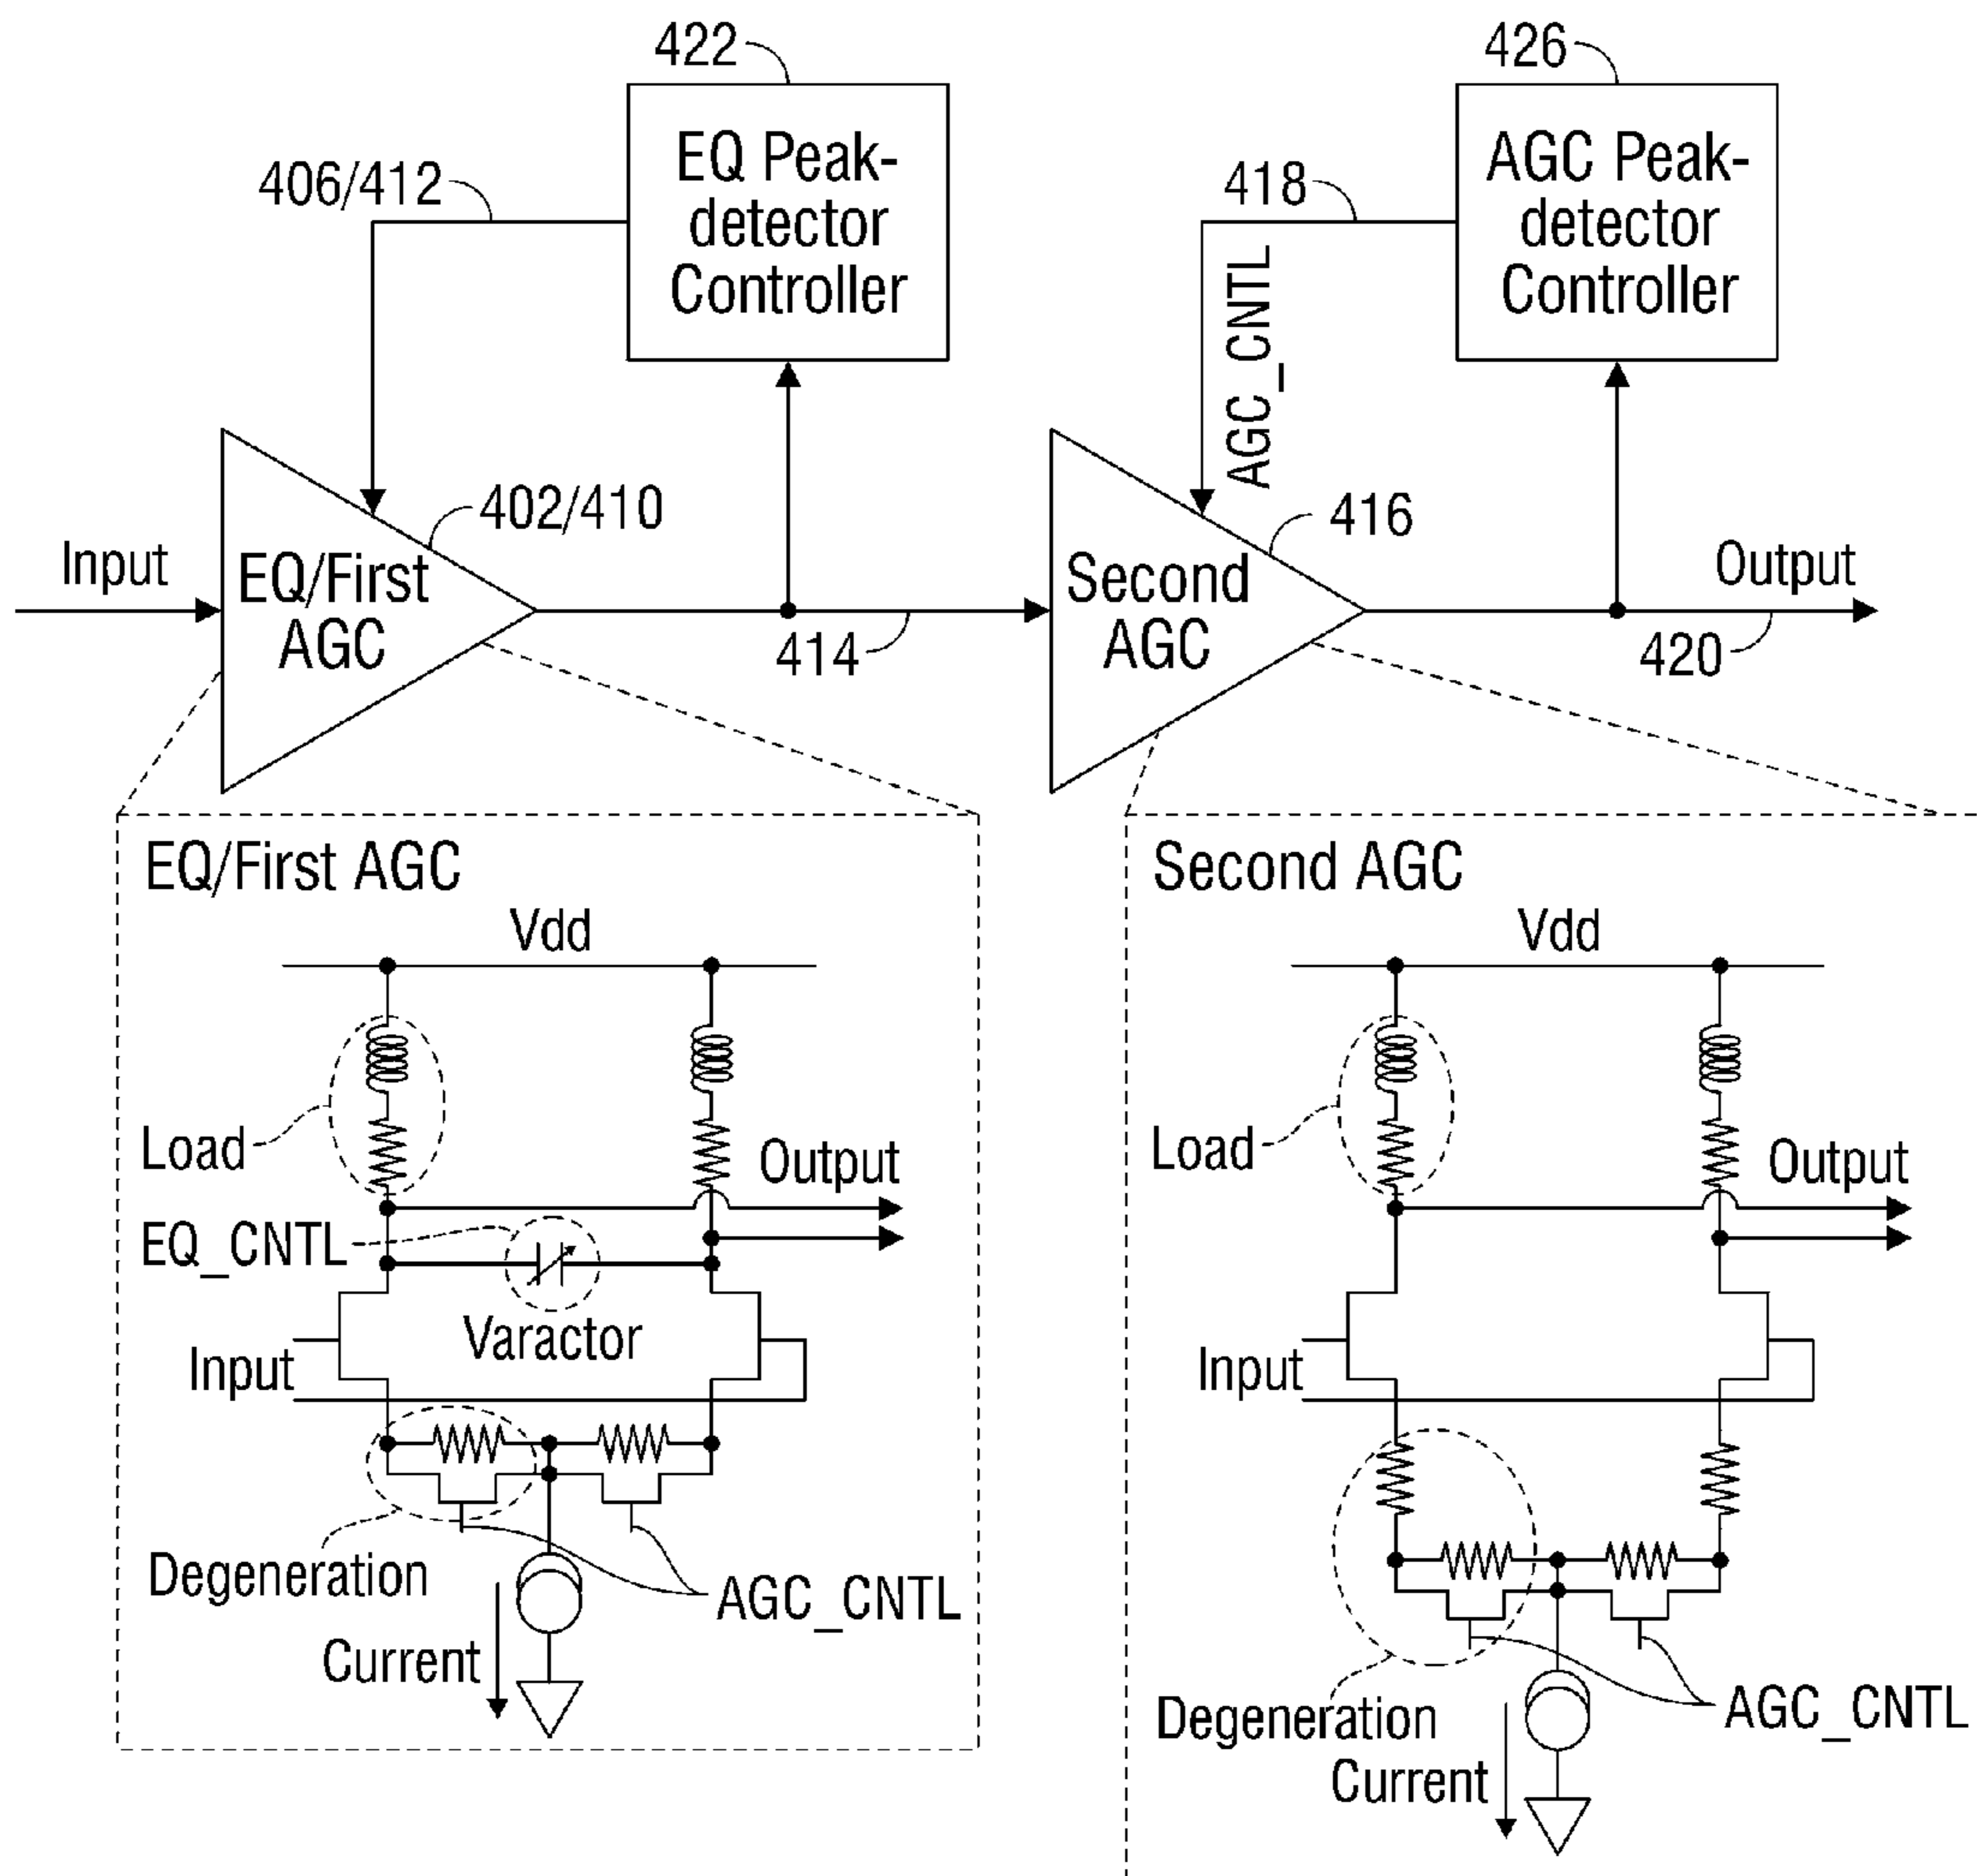 422
426
EQ Peak-
detector
Controller
AGC Peak-
detector
Controller
406/412
418
AGC_CNTL
402/410
416
Input
EQ/First
AGC
Second
AGC
Output
414
420
EQ/First AGC
Vdd
Load
Output
EQ_CNTL
Varactor
Input
Degeneration
AGC_CNTL
Current
Second AGC
Vdd
Load
Output
Input
Degeneration
AGC_CNTL
Current